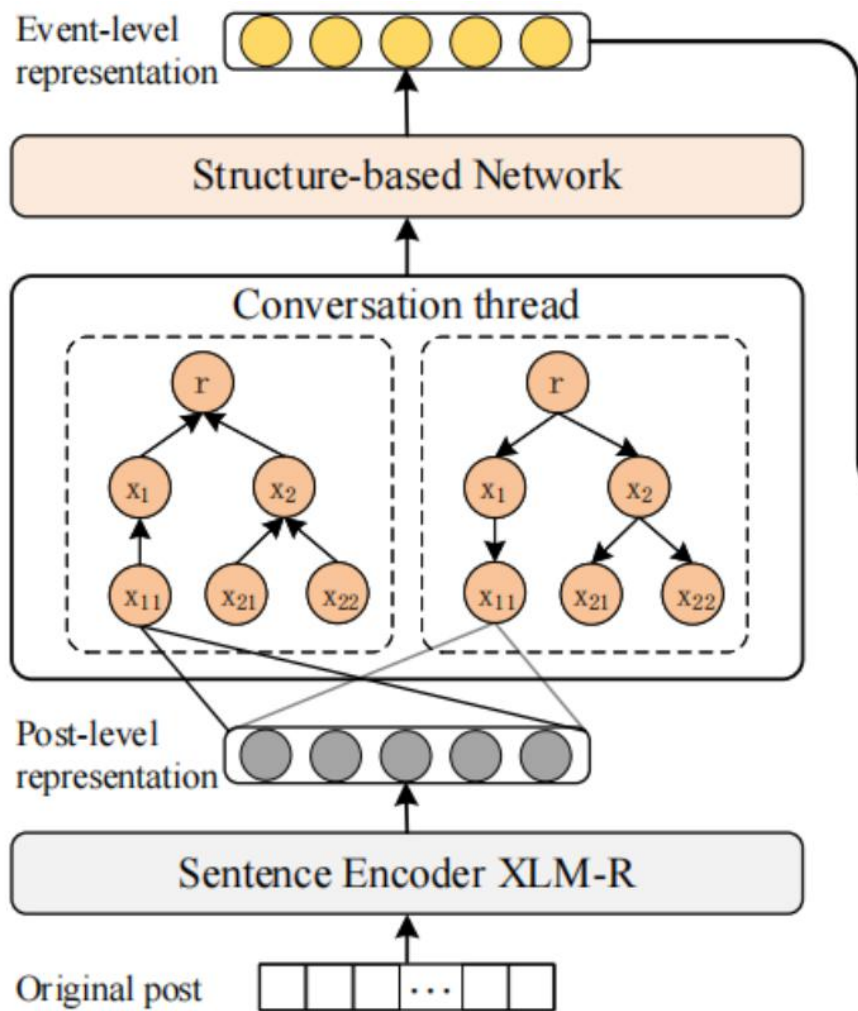 Event-level
representation
Structure-based Network
Conversation thread
r
r
x₁
x₂
x₁
x₂
x₁₁
x₂₁
x₂₂
x₁₁
x₂₁
x₂₂
Post-level
representation
Sentence Encoder XLM-R
Original post
...